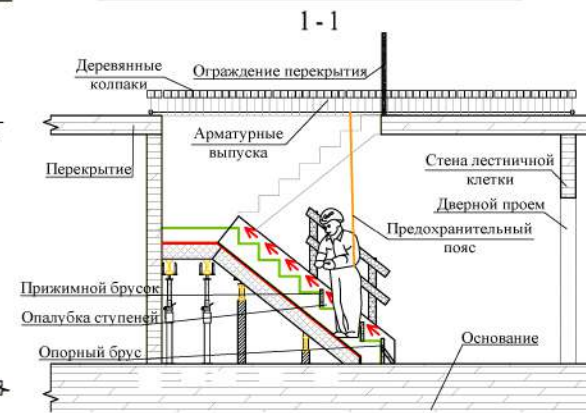 1 - 1
Деревянные
колпаки
Ограждение перекрытия
Арматурные
выпуска
Перекрытие
Стена лестничной
клетки
Дверной проем
Предохранительный
пояс
Прижимной брусок
Опалубка ступеней
Опорный брус
Основание